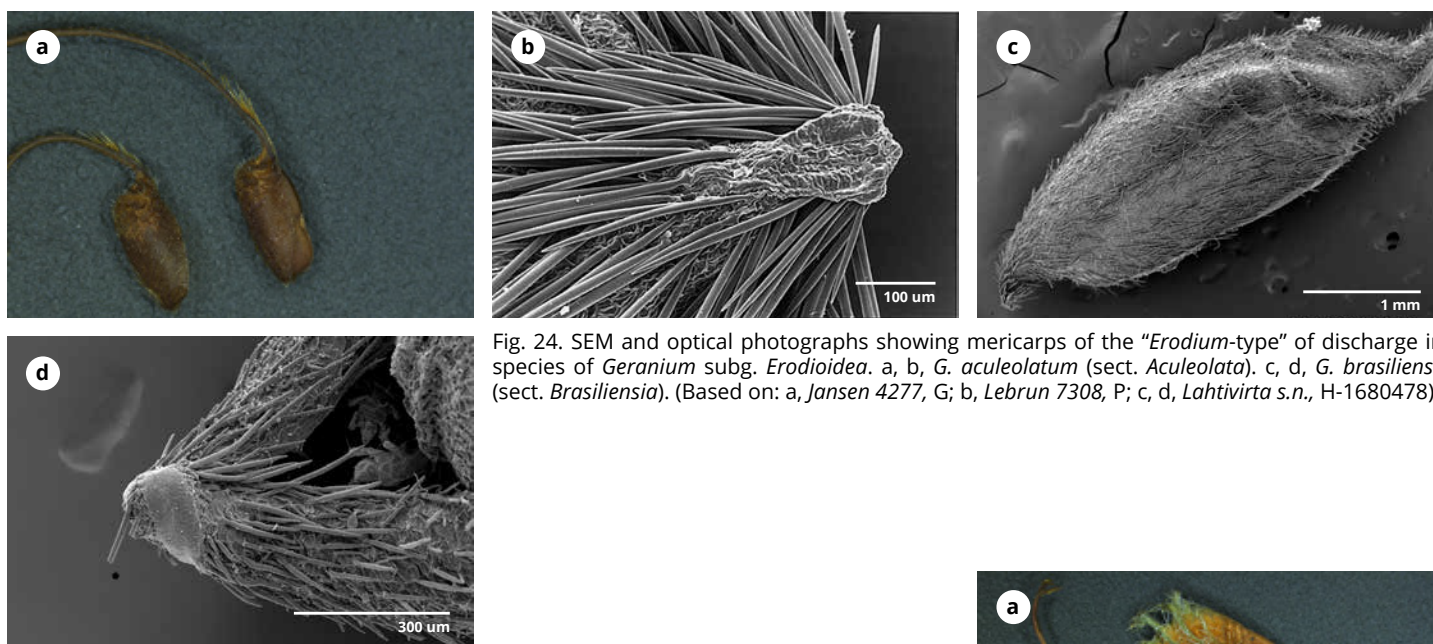 a
b
c
100 um
1 mm
Fig. 24. SEM and optical photographs showing mericarps of the “Erodium-type” of discharge
species of Geranium subg. Erodioidea. a, b, G. aculeolatum (sect. Aculeolata). c, d, G. brasiliens
(sect. Brasiliensia). (Based on: a, Jansen 4277, G; b, Lebrun 7308, P; c, d, Lahtivirta s.n., H-1680478)
d
300 um
a